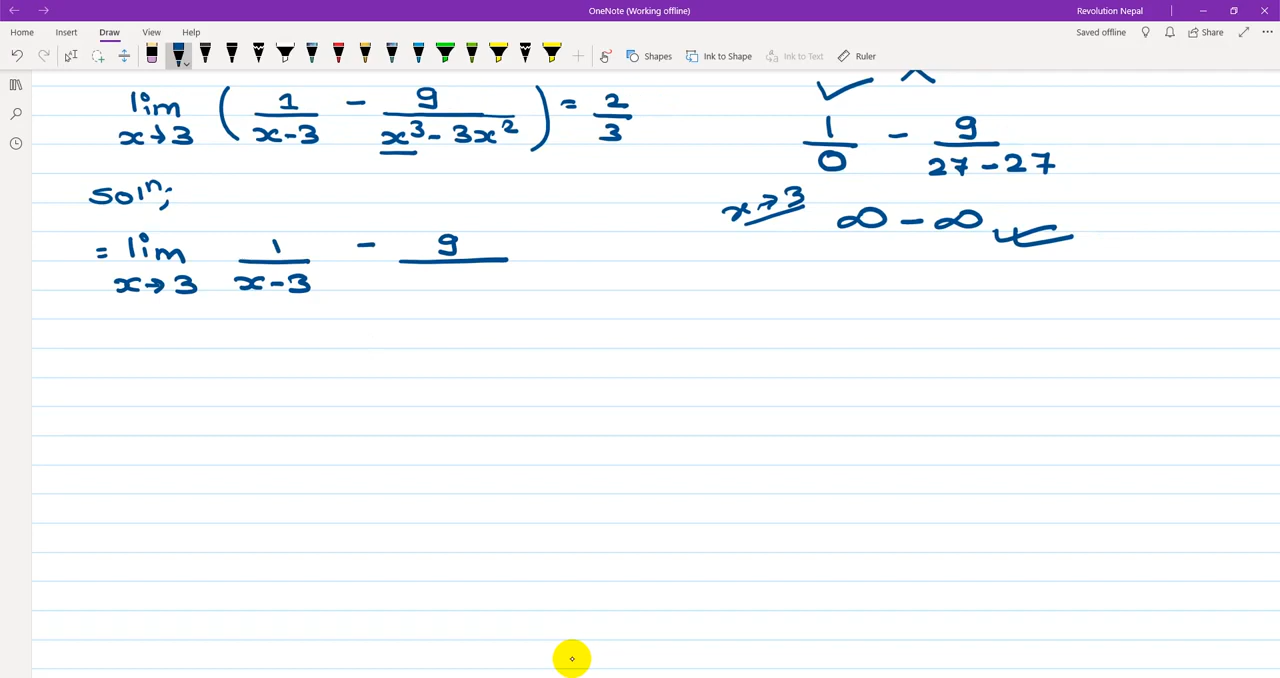 OneNote (Working offline)
Revolution Nepal
Home Insert Draw View Help
Saved offline
Share
Shapes
Ink to Shape
Ink to Text
Ruler
lim x→3 ( 1/(x-3) - 9/(x³-3x²) ) = 2/3
Solⁿ;
= lim x→3 1/(x-3) - 9
1/0 - 9/(27-27)
x→3
∞ - ∞